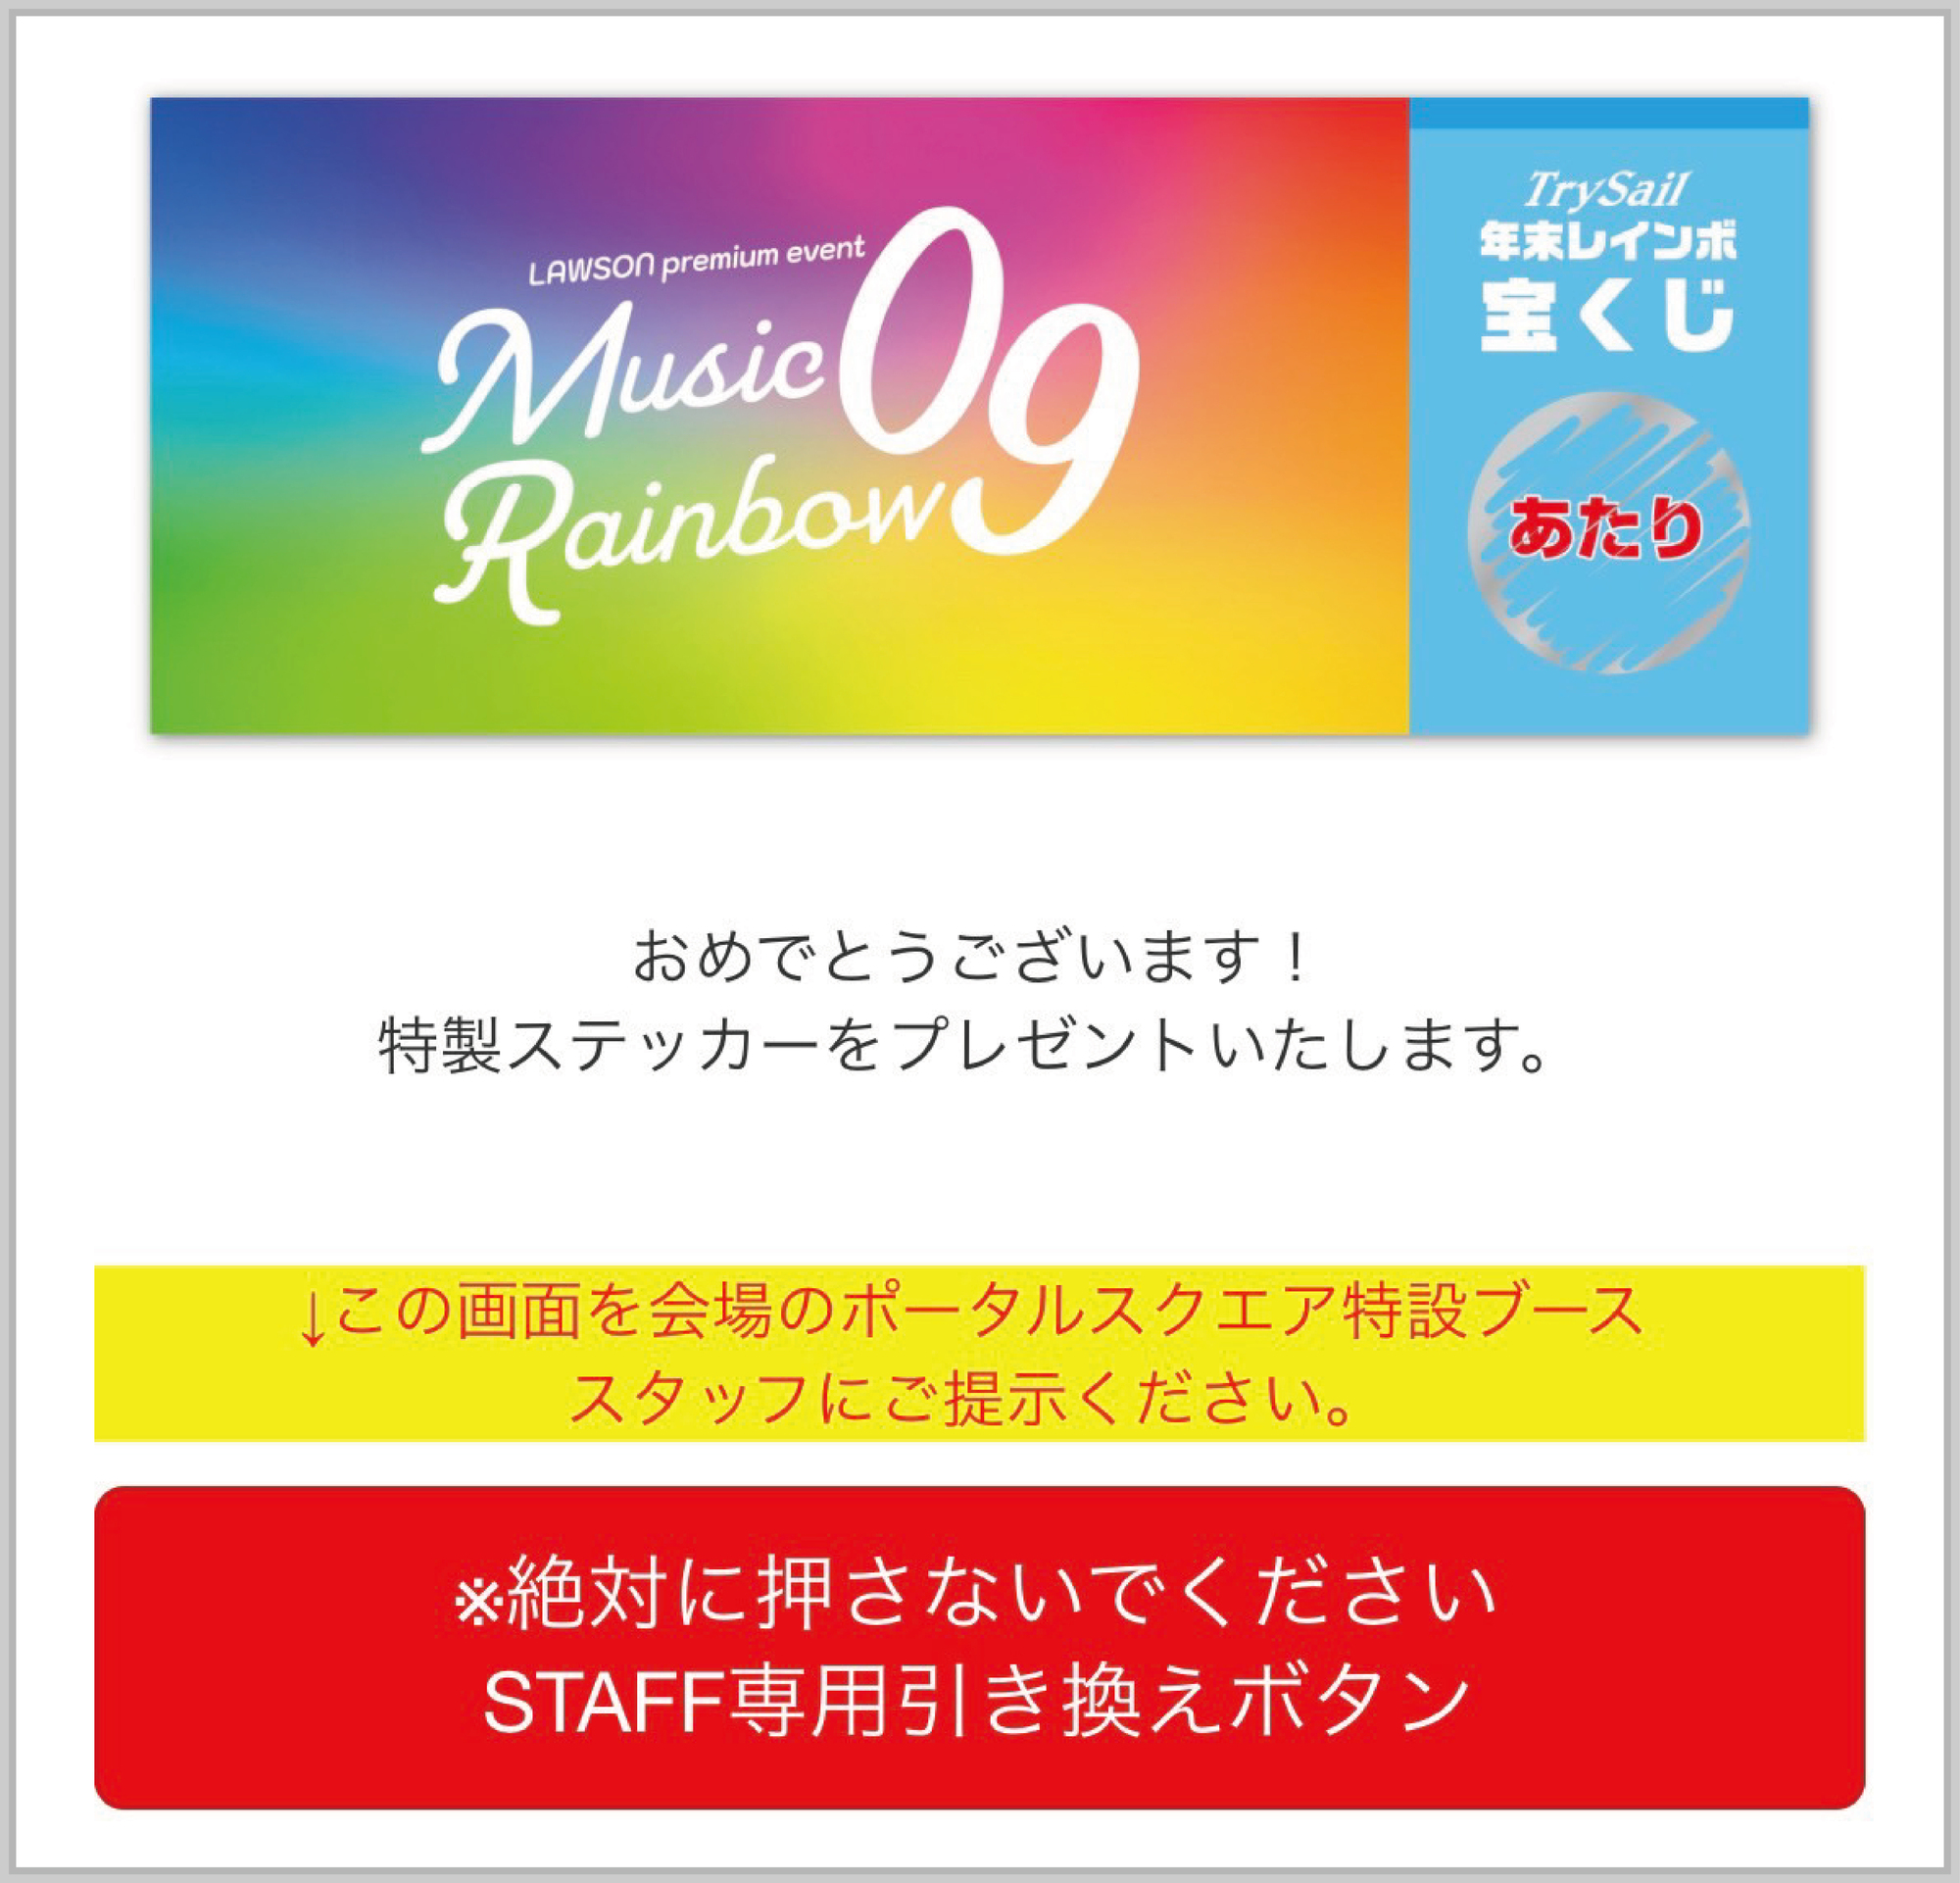 LAWSON premium event
Music
Rainbow
09
TrySail
年末レインボ
宝くじ
あたり
おめでとうございます！
特製ステッカーをプレゼントいたします。
↓この画面を会場のポータルスクエア特設ブース
スタッフにご提示ください。
※絶対に押さないでください
STAFF専用引き換えボタン